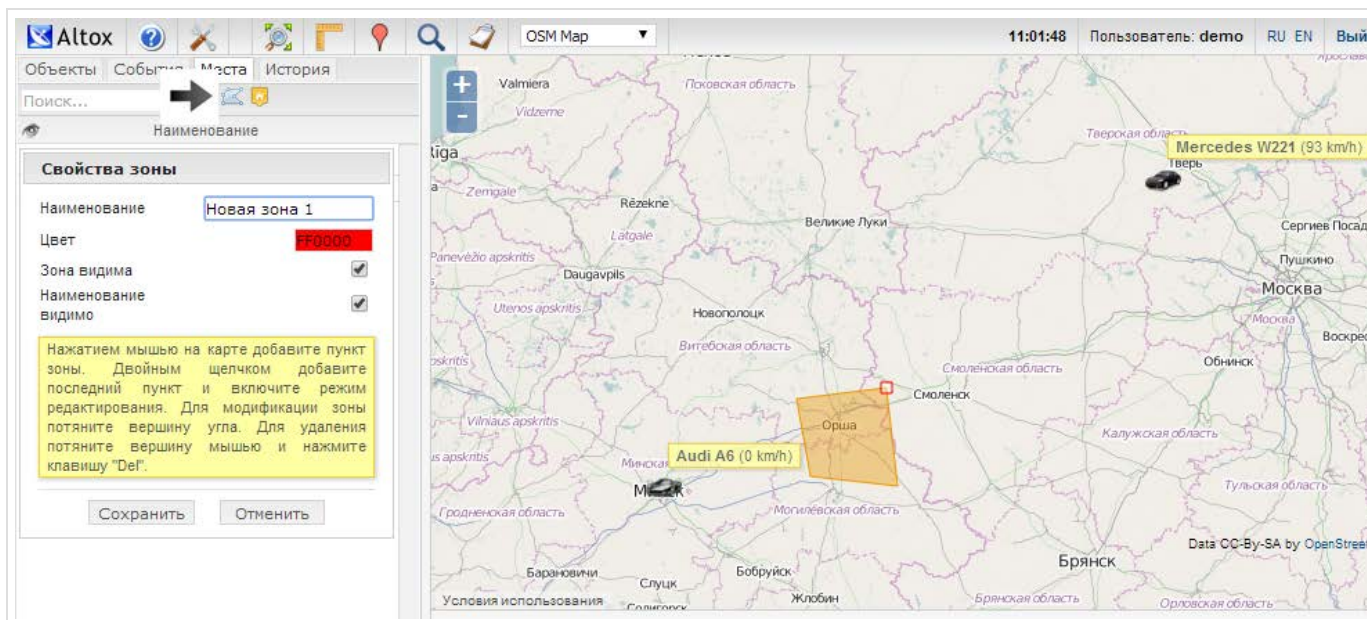 Altox OSM Map 11:01:48 Пользователь: demo RU EN Вый
Объекты События Места История
Поиск...
Наименование
Свойства зоны
Наименование Новая зона 1
Цвет FF0000
Зона видима
Наименование
видимо
Нажатием мышью на карте добавите пункт
зоны. Двойным щелчком добавите
последний пункт и включите режим
редактирования. Для модификации зоны
потяните вершину угла. Для удаления
потяните вершину мышью и нажмите
клавишу "Del".
Сохранить Отменить
+
-
Valmiera
Псковская область
Vidzeme
Тверская область
Mercedes W221 (93 km/h)
Тверь
Rīga
Zemgale
Rēzekne
Великие Луки
Сергиев Посад
Latgale
Panevėžio apskritis
Daugavpils
Пушкино
Москва
Utenos apskritis
Новополоцк
Москва
Витебская область
Воскрес
Обнинск
Смоленская область
Смоленск
Vilniaus apskritis
Орша
Калужская область
Audi A6 (0 km/h)
Минская
Тульская область
Гродненская область
Могилёвская область
Data CC-By-SA by OpenStreet
Брянск
Барановичи
Бобруйск
Слуцк
Условия использования
Солигорск
Жлобин
Брянская область
Орловская область